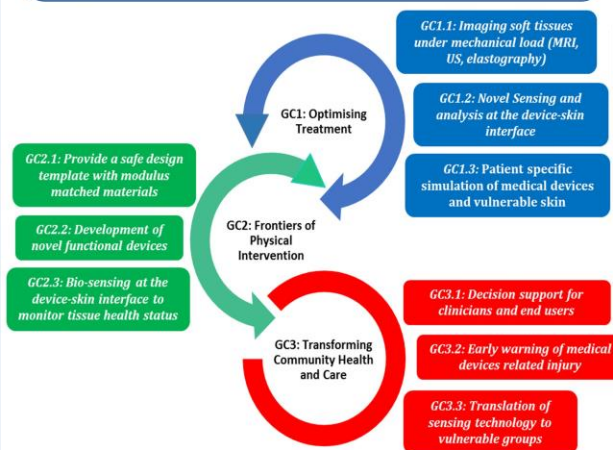 GC1.1: Imaging soft tissues
under mechanical load (MRI,
US, elastography)
GC1: Optimising
Treatment
GC1.2: Novel Sensing and
analysis at the device-skin
interface
GC1.3: Patient specific
simulation of medical devices
and vulnerable skin
GC2.1: Provide a safe design
template with modulus
matched materials
GC2.2: Development of
novel functional devices
GC2.3: Bio-sensing at the
device-skin interface to
monitor tissue health status
GC2: Frontiers of
Physical
Intervention
GC3: Transforming
Community Health
and Care
GC3.1: Decision support for
clinicians and end users
GC3.2: Early warning of medical
devices related injury
GC3.3: Translation of
sensing technology to
vulnerable groups